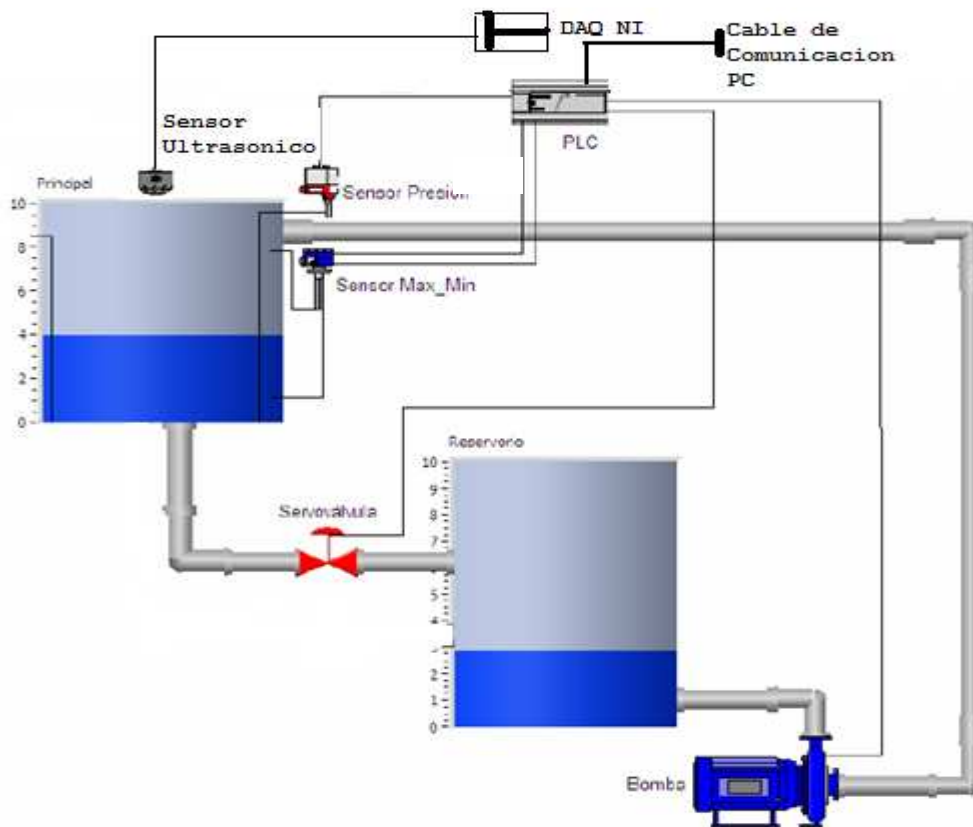 DAQ NI
Cable de
Comunicacion
PC
Sensor
Ultrasonico
PLC
Principal
Sensor Presion
10
8
6
4
2
0
Sensor Max_Min
Reservorio
Servoválvula
10
9
8
7
6
5
4
3
2
1
0
Bomba